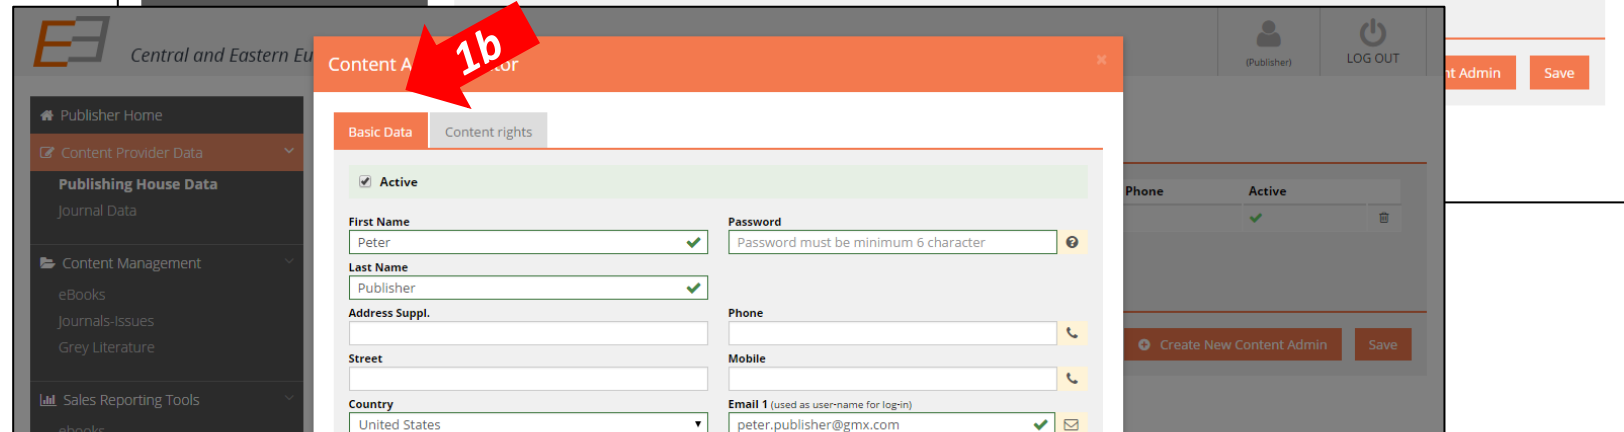 Central and Eastern Eu
Content A tor
1b
×
(Publisher)
LOG OUT
nt Admin
Save
Publisher Home
Content Provider Data
Publishing House Data
Journal Data
Content Management
eBooks
Journals-Issues
Grey Literature
Sales Reporting Tools
ebooks
Basic Data
Content rights
Active
First Name
Peter
Password
Password must be minimum 6 character
Last Name
Publisher
Address Suppl.
Phone
Street
Mobile
Country
United States
Email 1 (used as user-name for log-in)
peter.publisher@gmx.com
Phone
Active
Create New Content Admin
Save